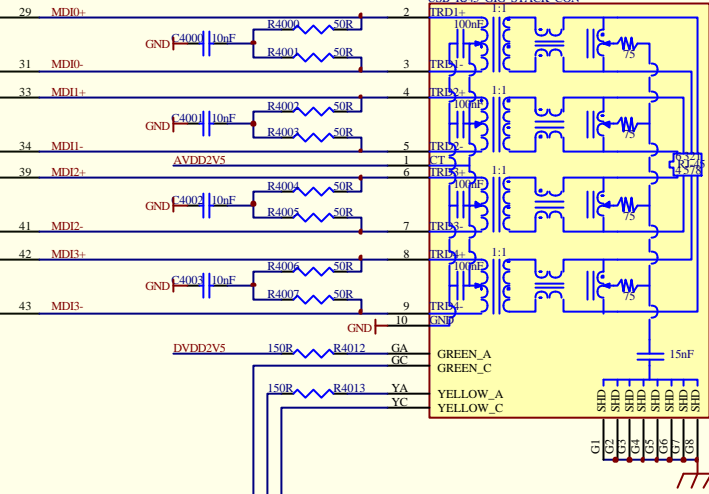 USB_RJ45_GIG_STACK_CON
29 MDI0+ 2 TRD1+ 1:1
R4000 50R 100nF
GND C4000 10nF 75
R4001 50R
31 MDI0- 3 TRD1-
33 MDI1+ 4 TRD2+ 1:1
R4002 50R 100nF
GND C4001 10nF 75
R4003 50R
34 MDI1- 5 TRD2-
AVDD2V5 1 CT
39 MDI2+ 6 TRD3+ 1:1
RJ-45
R4004 50R 100nF
GND C4002 10nF 75
R4005 50R
41 MDI2- 7 TRD3-
42 MDI3+ 8 TRD4+ 1:1
R4006 50R 100nF
GND C4003 10nF 75
R4007 50R
43 MDI3- 9 TRD4-
GND 10 GND
DVDD2V5 150R R4012 GA GREEN_A 15nF
GC GREEN_C
150R R4013 YA YELLOW_A
YC YELLOW_C
SHD SHD SHD SHD SHD SHD SHD SHD
G1 G2 G3 G4 G5 G6 G7 G8